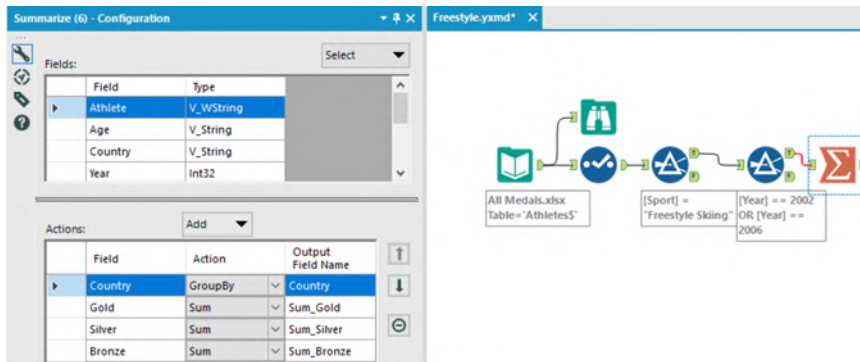 Summarize (6) - Configuration
Fields:
Select
Field Type
Athlete V_WString
Age V_String
Country V_String
Year Int32
Actions:
Add
Field Action Output Field Name
Country GroupBy Country
Gold Sum Sum_Gold
Silver Sum Sum_Silver
Bronze Sum Sum_Bronze
Freestyle.yxmd*
T
F
T
F
All Medals.xlsx
Table=`Athletes$`
[Sport] =
"Freestyle Skiing"
[Year] == 2002
OR [Year] ==
2006